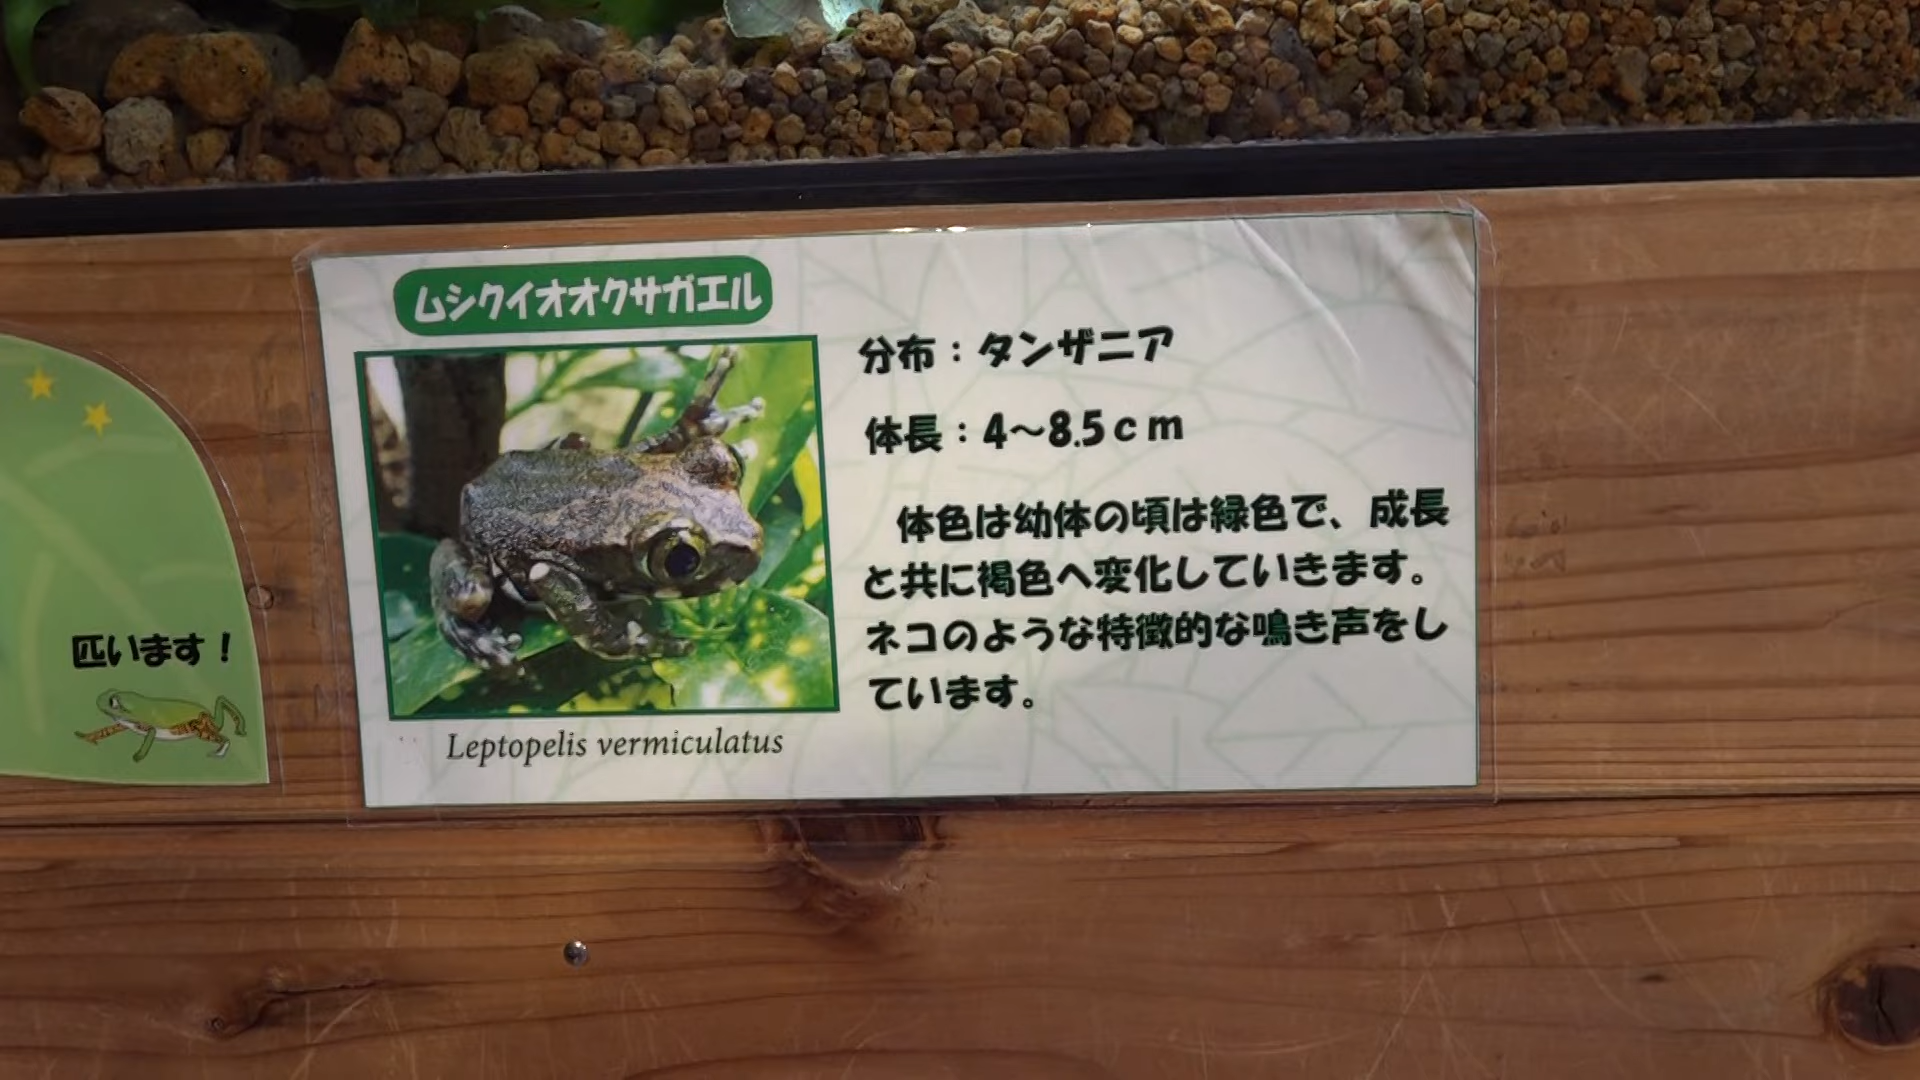 ムシクイオオクサガエル
分布：タンザニア
体長：4～8.5ｃｍ
体色は幼体の頃は緑色で、成長
と共に褐色へ変化していきます。
ネコのような特徴的な鳴き声をし
ています。
Leptopelis vermiculatus
匹います！